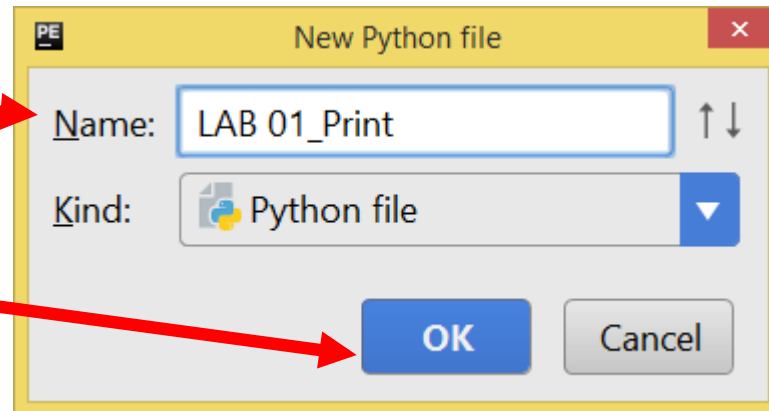 PE New Python file ×
Name: LAB 01_Print ↑↓
Kind: Python file
OK Cancel